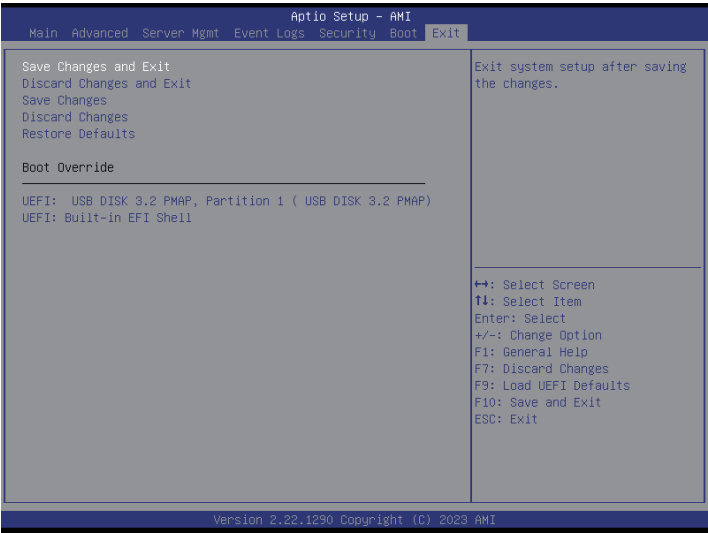 Aptio Setup – AMI
Main Advanced Server Mgmt Event Logs Security Boot Exit
Save Changes and Exit
Discard Changes and Exit
Save Changes
Discard Changes
Restore Defaults
Boot Override
UEFI: USB DISK 3.2 PMAP, Partition 1 ( USB DISK 3.2 PMAP)
UEFI: Built-in EFI Shell
Exit system setup after saving
the changes.
↔: Select Screen
↑↓: Select Item
Enter: Select
+/-: Change Option
F1: General Help
F7: Discard Changes
F9: Load UEFI Defaults
F10: Save and Exit
ESC: Exit
Version 2.22.1290 Copyright (C) 2023 AMI